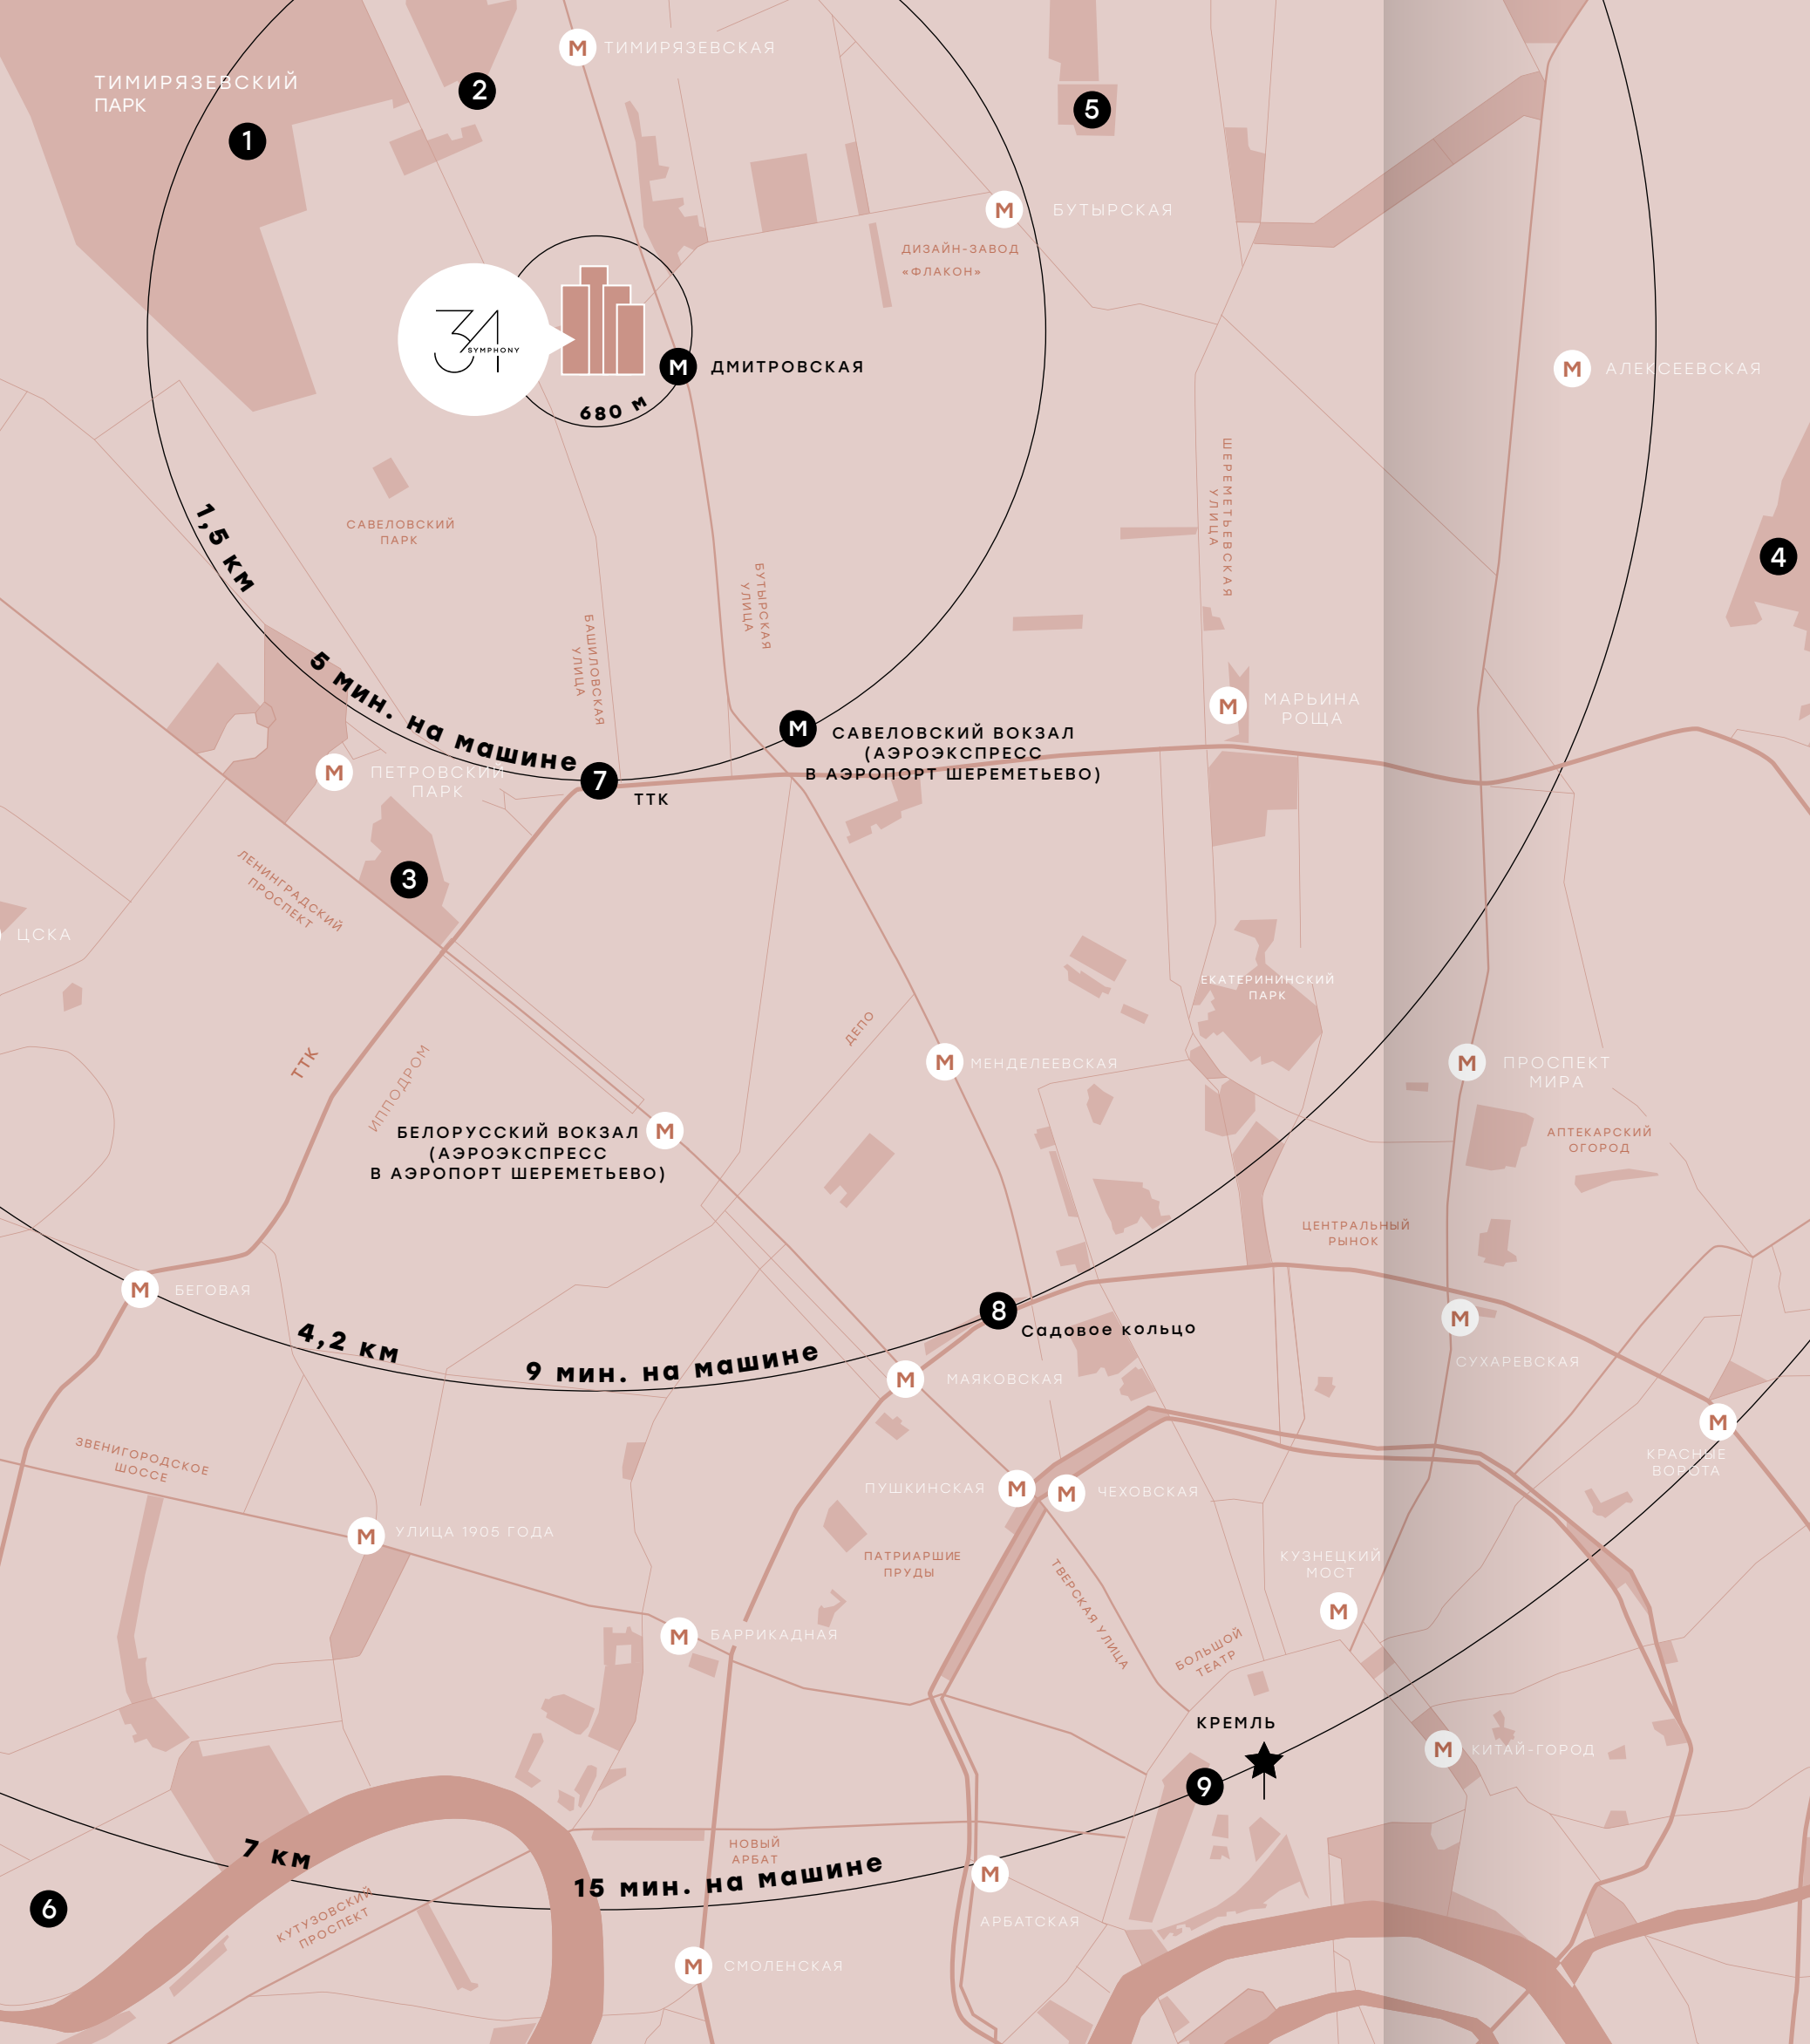 М ТИМИРЯЗЕВСКАЯ
ТИМИРЯЗЕВСКИЙ
ПАРК
2
5
1
М БУТЫРСКАЯ
ДИЗАЙН-ЗАВОД
«ФЛАКОН»
34
SYMPHONY
М ДМИТРОВСКАЯ
680 м
М АЛЕКСЕЕВСКАЯ
ШЕРЕМЕТЬЕВСКАЯ
УЛИЦА
1,5 км
САВЕЛОВСКИЙ
ПАРК
4
БУТЫРСКАЯ
УЛИЦА
БАШИЛОВСКАЯ
УЛИЦА
5 мин. на машине
М МАРЬИНА
РОЩА
М САВЕЛОВСКИЙ ВОКЗАЛ
(АЭРОЭКСПРЕСС
В АЭРОПОРТ ШЕРЕМЕТЬЕВО)
М ПЕТРОВСКИЙ
ПАРК
7
ТТК
3
ЛЕНИНГРАДСКИЙ
ПРОСПЕКТ
ЦСКА
ЕКАТЕРИНИНСКИЙ
ПАРК
ДЕПО
ТТК
ИППОДРОМ
М МЕНДЕЛЕЕВСКАЯ
М ПРОСПЕКТ
МИРА
БЕЛОРУССКИЙ ВОКЗАЛ М
(АЭРОЭКСПРЕСС
В АЭРОПОРТ ШЕРЕМЕТЬЕВО)
АПТЕКАРСКИЙ
ОГОРОД
ЦЕНТРАЛЬНЫЙ
РЫНОК
М БЕГОВАЯ
8
Садовое кольцо
М
СУХАРЕВСКАЯ
4,2 км
9 мин. на машине
М МАЯКОВСКАЯ
М
КРАСНЫЕ
ВОРОТА
ЗВЕНИГОРОДСКОЕ
ШОССЕ
ПУШКИНСКАЯ М
М ЧЕХОВСКАЯ
М УЛИЦА 1905 ГОДА
ПАТРИАРШИЕ
ПРУДЫ
ТВЕРСКАЯ УЛИЦА
КУЗНЕЦКИЙ
МОСТ
М
М БАРРИКАДНАЯ
БОЛЬШОЙ
ТЕАТР
КРЕМЛЬ
М КИТАЙ-ГОРОД
9
7 км
НОВЫЙ
АРБАТ
15 мин. на машине
М
АРБАТСКАЯ
6
КУТУЗОВСКИЙ
ПРОСПЕКТ
М СМОЛЕНСКАЯ